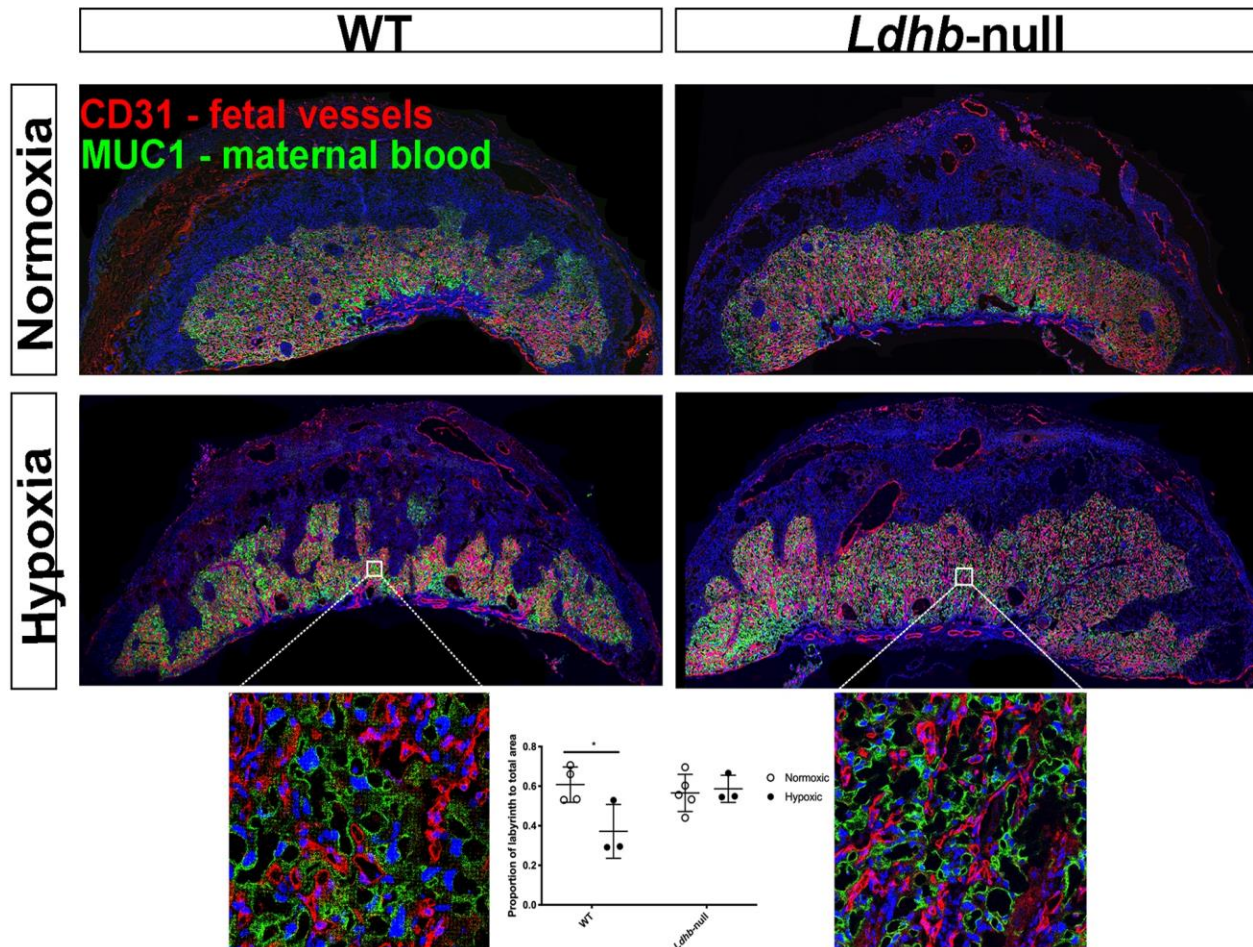 WT
Ldhb-null
Normoxia
CD31 - fetal vessels
MUC1 - maternal blood
Hypoxia
Proportion of labyrinth to total area
0.8
0.6
0.4
0.2
0.0
*
WT
Ldhb-null
Normoxic
Hypoxic